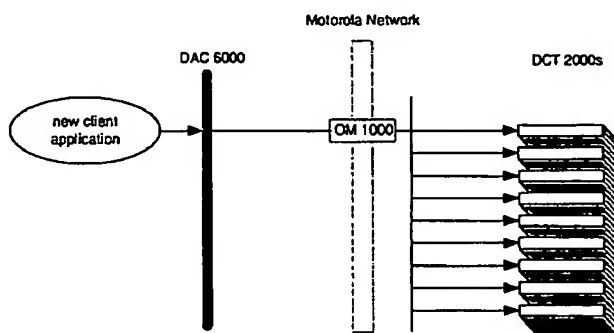 Motorola Network
DAC 6000
DCT 2000s
new client
application
OM 1000